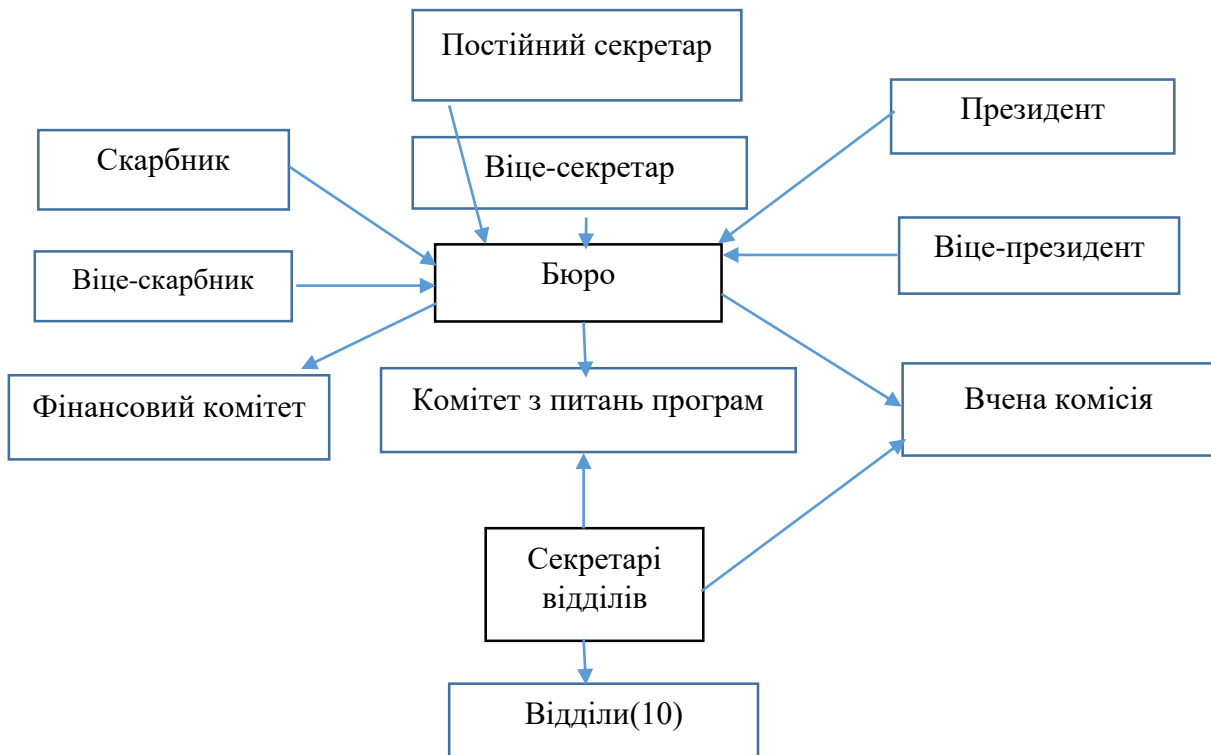 Постійний секретар
Президент
Скарбник
Віце-секретар
Віце-президент
Віце-скарбник
Бюро
Фінансовий комітет
Комітет з питань програм
Вчена комісія
Секретарі
відділів
Відділи(10)